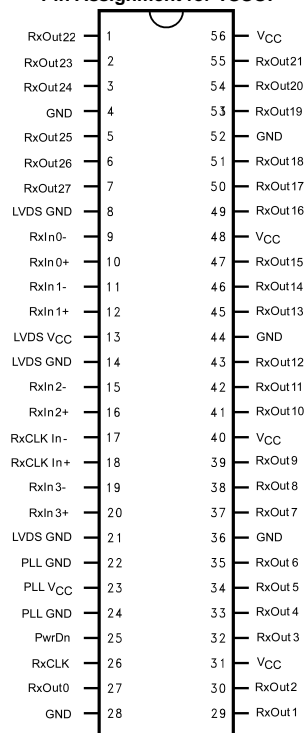 RxOut22 1 56 VCC
RxOut23 2 55 RxOut21
RxOut24 3 54 RxOut20
GND 4 53 RxOut19
RxOut25 5 52 GND
RxOut26 6 51 RxOut18
RxOut27 7 50 RxOut17
LVDS GND 8 49 RxOut16
RxIn0- 9 48 VCC
RxIn0+ 10 47 RxOut15
RxIn1- 11 46 RxOut14
RxIn1+ 12 45 RxOut13
LVDS VCC 13 44 GND
LVDS GND 14 43 RxOut12
RxIn2- 15 42 RxOut11
RxIn2+ 16 41 RxOut10
RxCLK In- 17 40 VCC
RxCLK In+ 18 39 RxOut9
RxIn3- 19 38 RxOut8
RxIn3+ 20 37 RxOut7
LVDS GND 21 36 GND
PLL GND 22 35 RxOut6
PLL VCC 23 34 RxOut5
PLL GND 24 33 RxOut4
PwrDn 25 32 RxOut3
RxCLK 26 31 VCC
RxOut0 27 30 RxOut2
GND 28 29 RxOut1